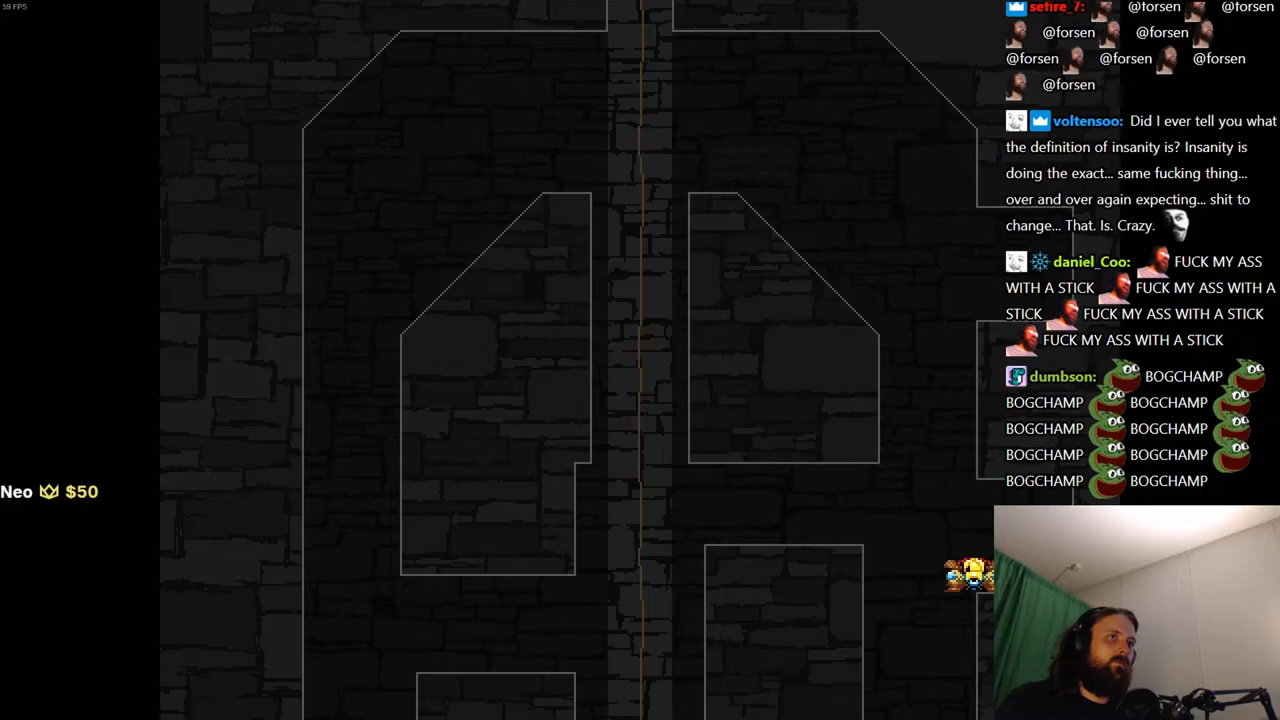 59 FPS
sefire_7: @forsen @forsen
@forsen @forsen
@forsen @forsen @forsen
@forsen
voltensoo: Did I ever tell you what
the definition of insanity is? Insanity is
doing the exact... same fucking thing...
over and over again expecting... shit to
change... That. Is. Crazy.
daniel_Coo: FUCK MY ASS
WITH A STICK FUCK MY ASS WITH A
STICK FUCK MY ASS WITH A STICK
FUCK MY ASS WITH A STICK
dumbson: BOGCHAMP
BOGCHAMP BOGCHAMP
BOGCHAMP BOGCHAMP
BOGCHAMP BOGCHAMP
BOGCHAMP BOGCHAMP
Neo $50